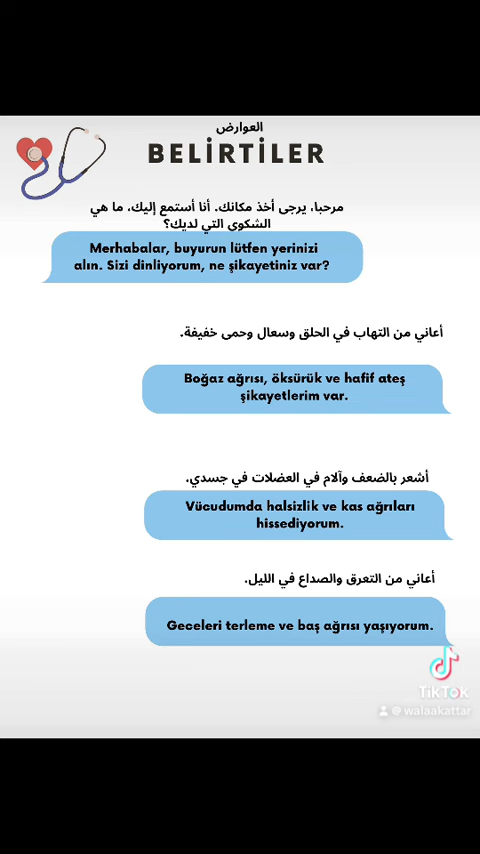 العوارض
BELİRTİLER
مرحبا، يرجى أخذ مكانك. أنا أستمع إليك، ما هي
الشكوى التي لديك؟
Merhabalar, buyurun lütfen yerinizi
alın. Sizi dinliyorum, ne şikayetiniz var?
أعاني من التهاب في الحلق وسعال وحمى خفيفة.
Boğaz ağrısı, öksürük ve hafif ateş
şikayetlerim var.
أشعر بالضعف وآلام في العضلات في جسدي.
Vücudumda halsizlik ve kas ağrıları
hissediyorum.
أعاني من التعرق والصداع في الليل.
Geceleri terleme ve baş ağrısı yaşıyorum.
TikTok
@walaakattar